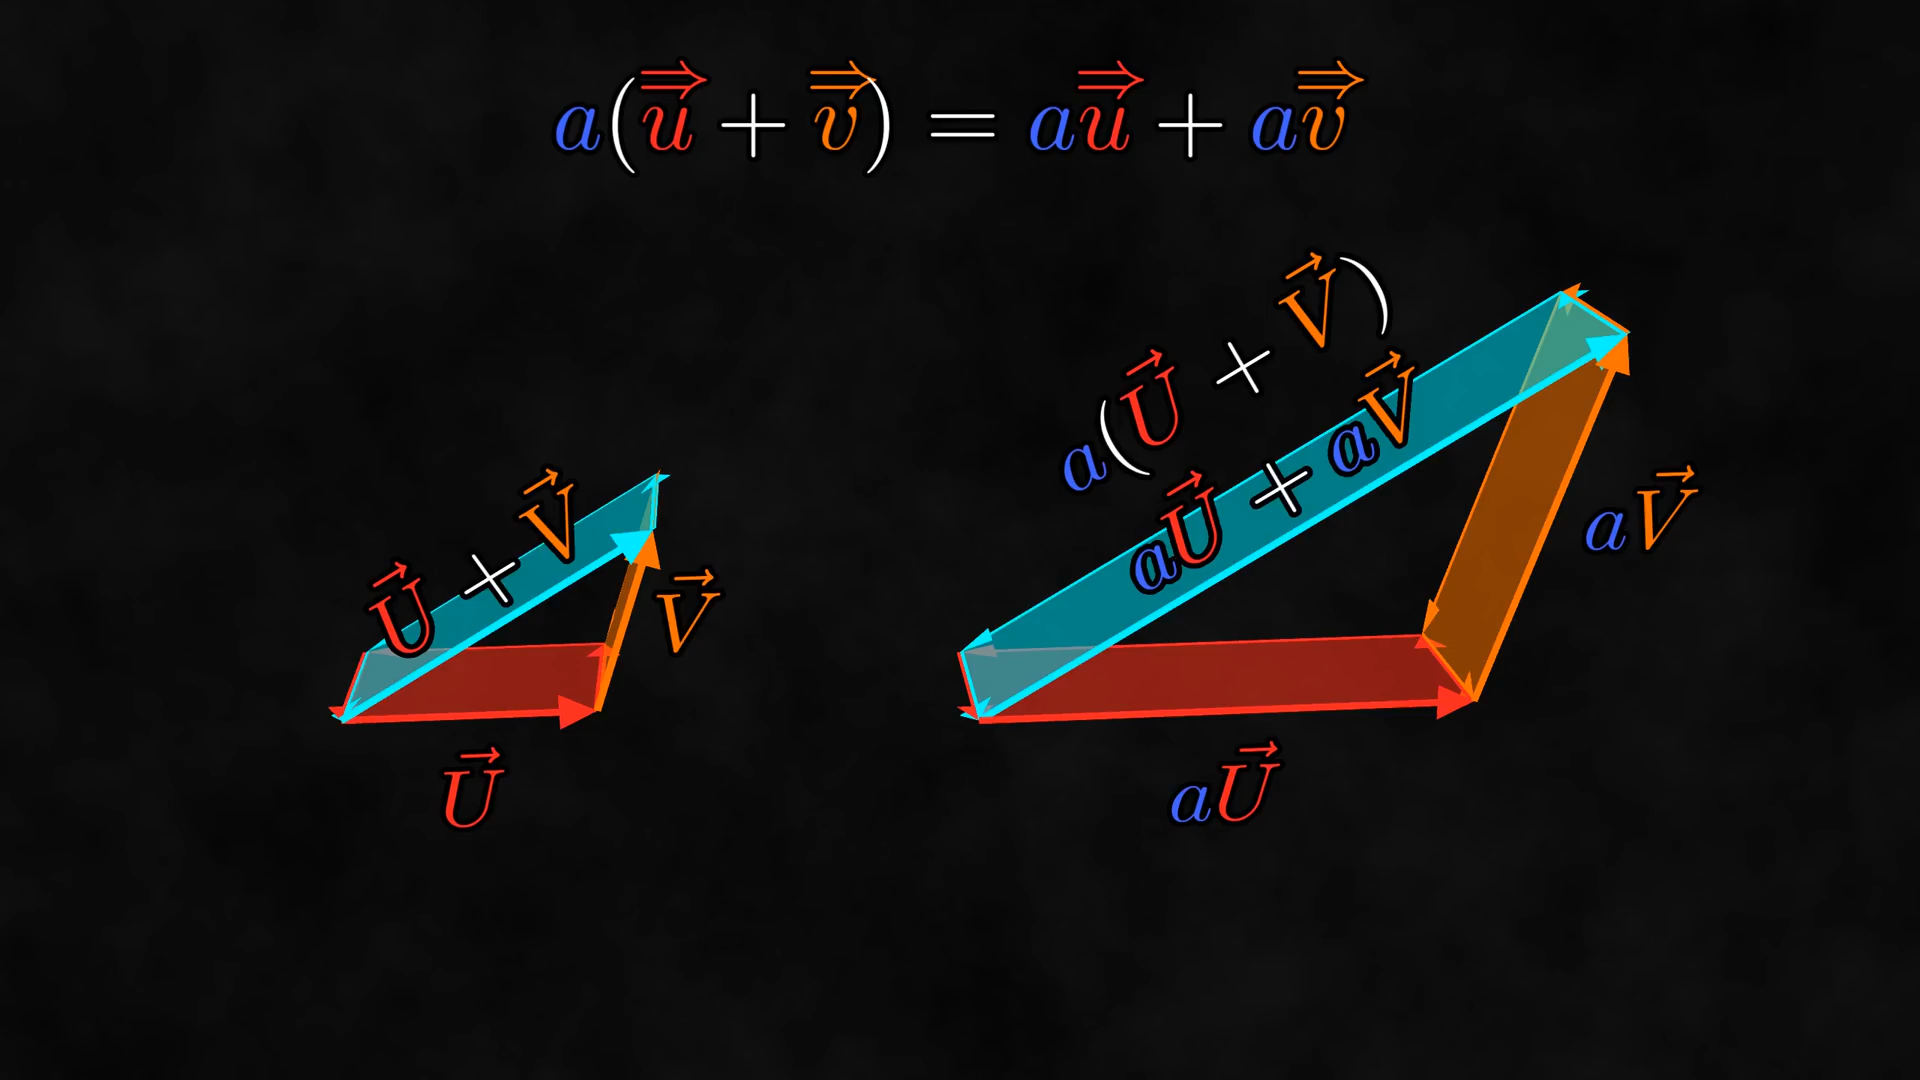 a(u⃗⃗ + v⃗⃗) = au⃗⃗ + av⃗⃗
U⃗ + V⃗
V⃗
U⃗
a(U⃗ + V⃗)
aU⃗ + aV⃗
aV⃗
aU⃗